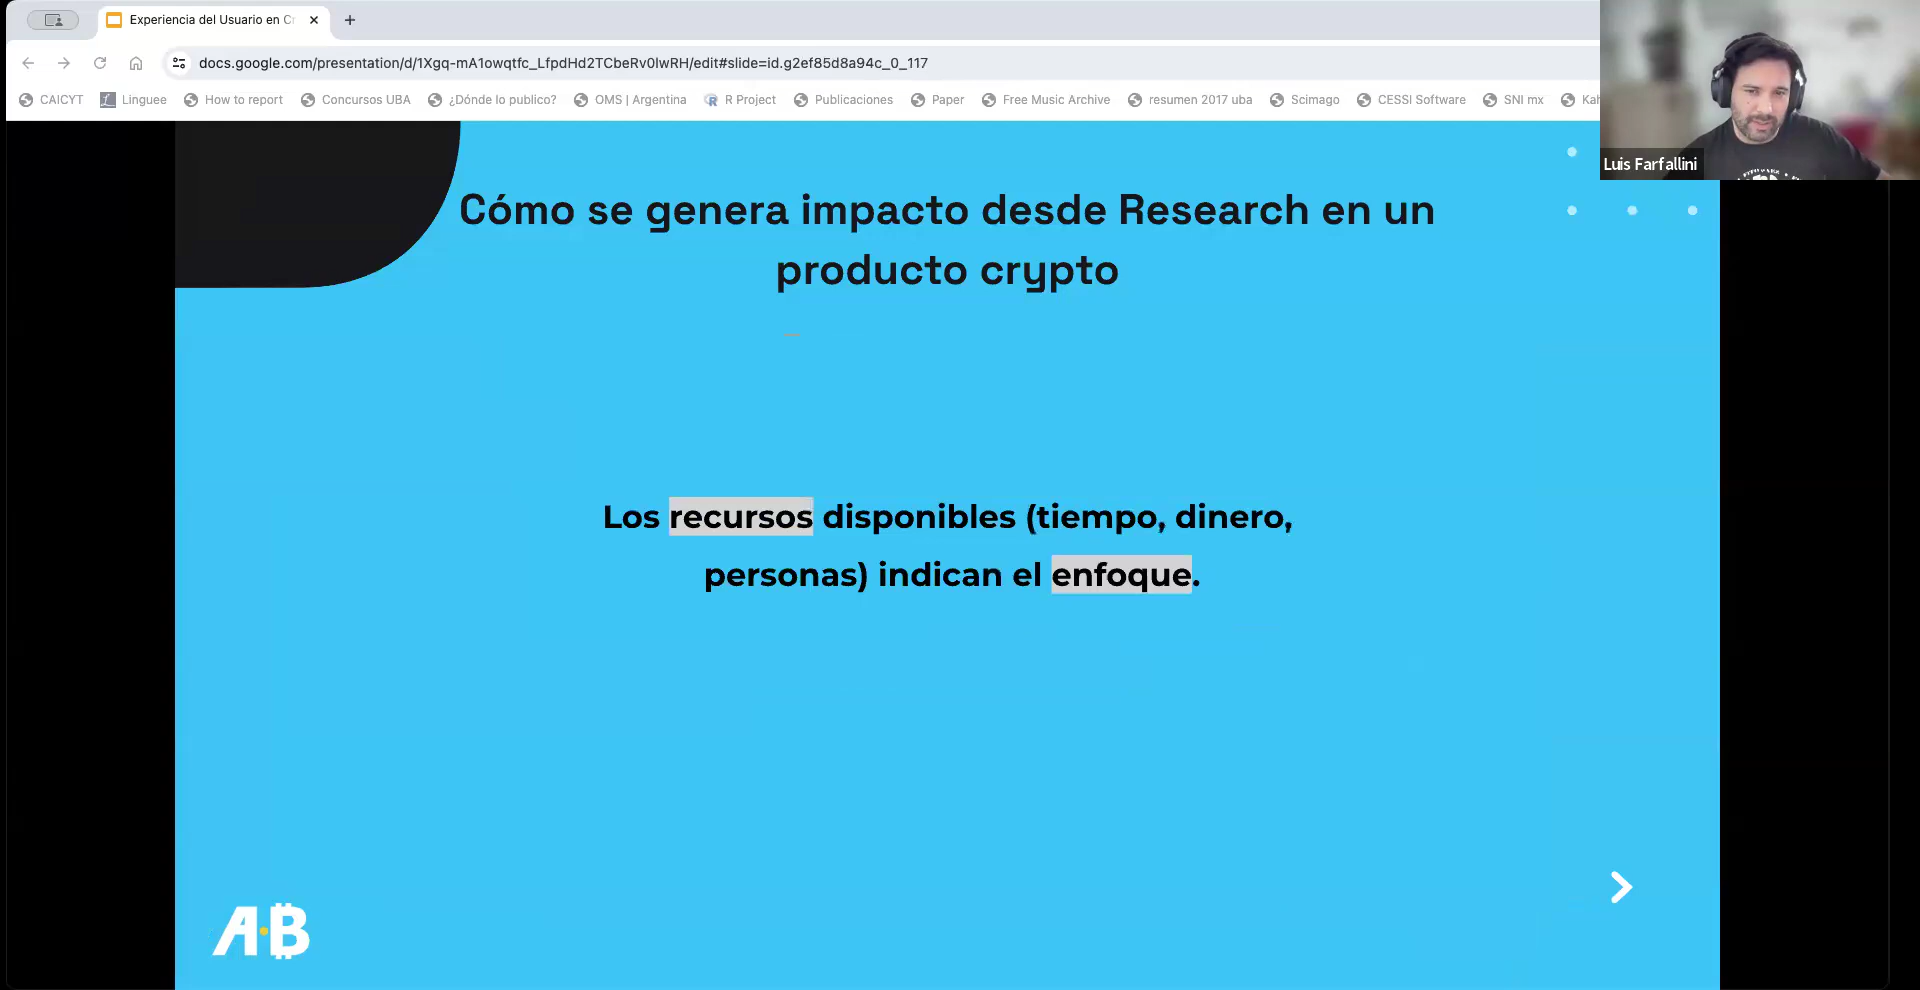 Experiencia del Usuario en C
docs.google.com/presentation/d/1Xgq-mA1owqtfc_LfpdHd2TCbeRv0IwRH/edit#slide=id.g2ef85d8a94c_0_117
CAICYT Linguee How to report Concursos UBA ¿Dónde lo publico? OMS | Argentina R Project Publicaciones Paper Free Music Archive resumen 2017 uba Scimago CESSI Software SNI mx
Luis Farfallini
Cómo se genera impacto desde Research en un
producto crypto
Los recursos disponibles (tiempo, dinero,
personas) indican el enfoque.
A·B